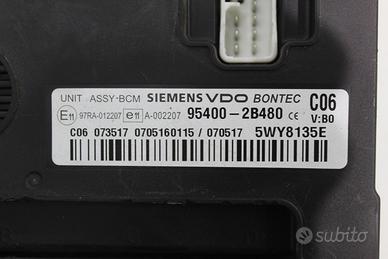 UNIT ASSY-BCM SIEMENS VDO BONTEC C06
E11 97RA-012207 e11 A-002207 95400-2B480 CE V:B0
C06 073517 0705160115 / 070517 5WY8135E
subito